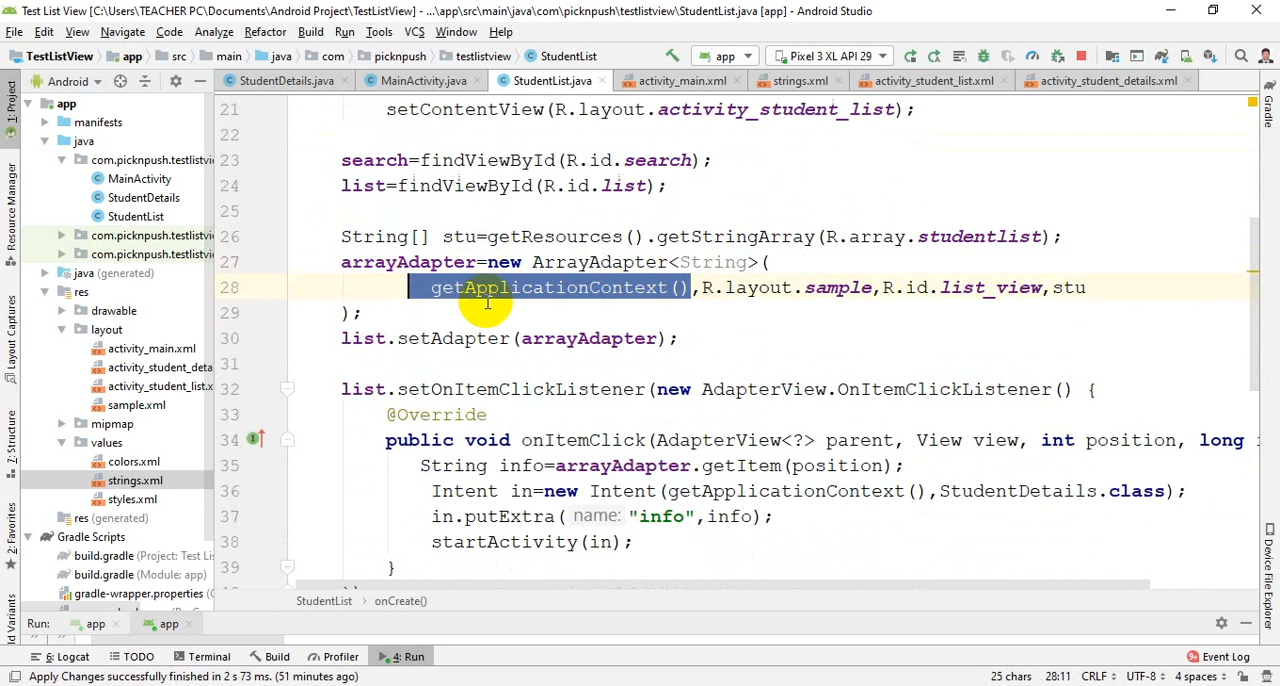 Test List View [C:\Users\TEACHER PC\Documents\Android Project\TestListView] - ...\app\src\main\java\com\picknpush\testlistview\StudentList.java [app] - Android Studio
File Edit View Navigate Code Analyze Refactor Build Run Tools VCS Window Help
TestListView app src main java com picknpush testlistview StudentList app Pixel 3 XL API 29
Android StudentDetails.java MainActivity.java StudentList.java activity_main.xml strings.xml activity_student_list.xml activity_student_details.xml
1: Project
Resource Manager
Layout Captures
Z: Structure
2: Favorites
ld Variants
app
manifests
java
com.picknpush.testlistvi
MainActivity
StudentDetails
StudentList
com.picknpush.testlistvi
com.picknpush.testlistvi
java (generated)
res
drawable
layout
activity_main.xml
activity_student_deta
activity_student_list.x
sample.xml
mipmap
values
colors.xml
strings.xml
styles.xml
res (generated)
Gradle Scripts
build.gradle (Project: Test Li
build.gradle (Module: app)
gradle-wrapper.properties (
21 setContentView(R.layout.activity_student_list);
22
23 search=findViewById(R.id.search);
24 list=findViewById(R.id.list);
25
26 String[] stu=getResources().getStringArray(R.array.studentlist);
27 arrayAdapter=new ArrayAdapter<String>(
28 getApplicationContext(),R.layout.sample,R.id.list_view,stu
29 );
30 list.setAdapter(arrayAdapter);
31
32 list.setOnItemClickListener(new AdapterView.OnItemClickListener() {
33 @Override
34 public void onItemClick(AdapterView<?> parent, View view, int position, long
35 String info=arrayAdapter.getItem(position);
36 Intent in=new Intent(getApplicationContext(),StudentDetails.class);
37 in.putExtra( name: "info",info);
38 startActivity(in);
39 }
StudentList onCreate()
Gradle
Device File Explorer
Run: app app
6: Logcat TODO Terminal Build Profiler 4: Run 9+ Event Log
Apply Changes successfully finished in 2 s 73 ms. (51 minutes ago) 25 chars 28:11 CRLF UTF-8 4 spaces